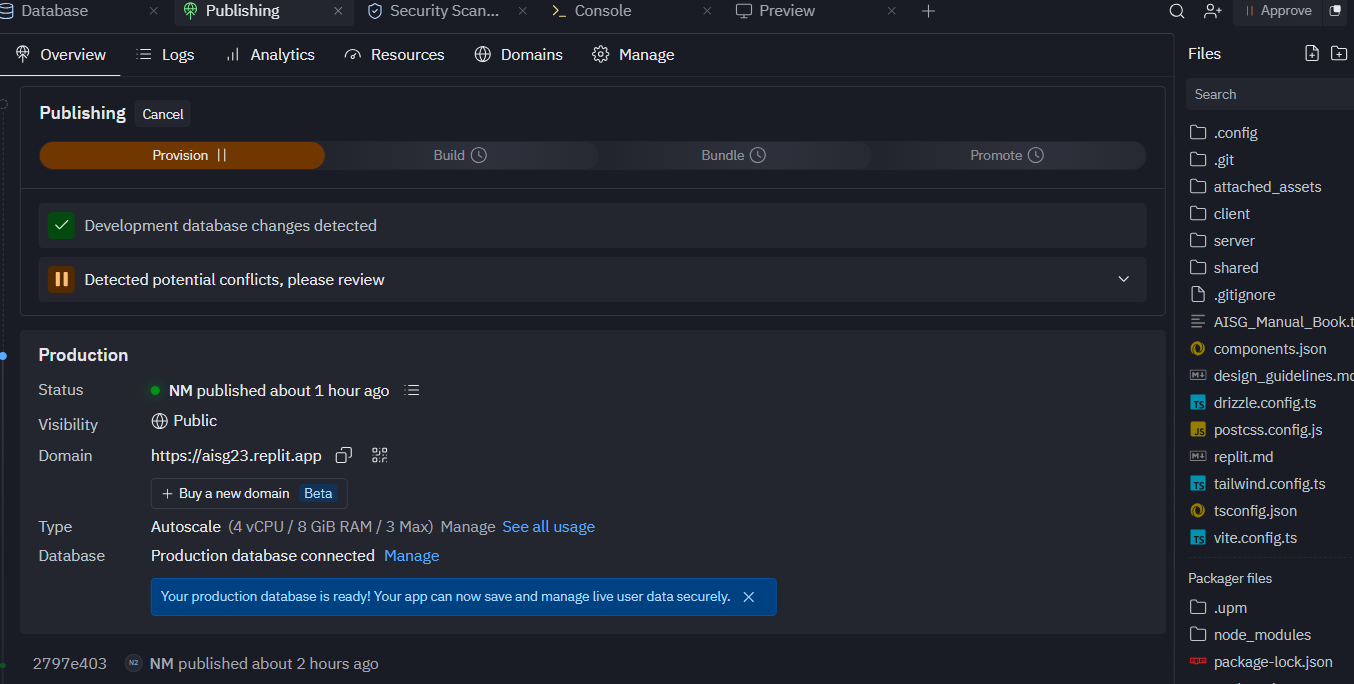 Database
Publishing
Security Scan...
Console
Preview
Approve
Overview
Logs
Analytics
Resources
Domains
Manage
Files
Search
Publishing
Cancel
Provision
Build
Bundle
Promote
Development database changes detected
Detected potential conflicts, please review
Production
Status
NM published about 1 hour ago
Visibility
Public
Domain
https://aisg23.replit.app
+ Buy a new domain Beta
Type
Autoscale (4 vCPU / 8 GiB RAM / 3 Max) Manage See all usage
Database
Production database connected Manage
Your production database is ready! Your app can now save and manage live user data securely.
2797e403 N2 NM published about 2 hours ago
.config
.git
attached_assets
client
server
shared
.gitignore
AISG_Manual_Book.t
components.json
design_guidelines.md
TS drizzle.config.ts
JS postcss.config.js
replit.md
TS tailwind.config.ts
tsconfig.json
TS vite.config.ts
Packager files
.upm
node_modules
package-lock.json